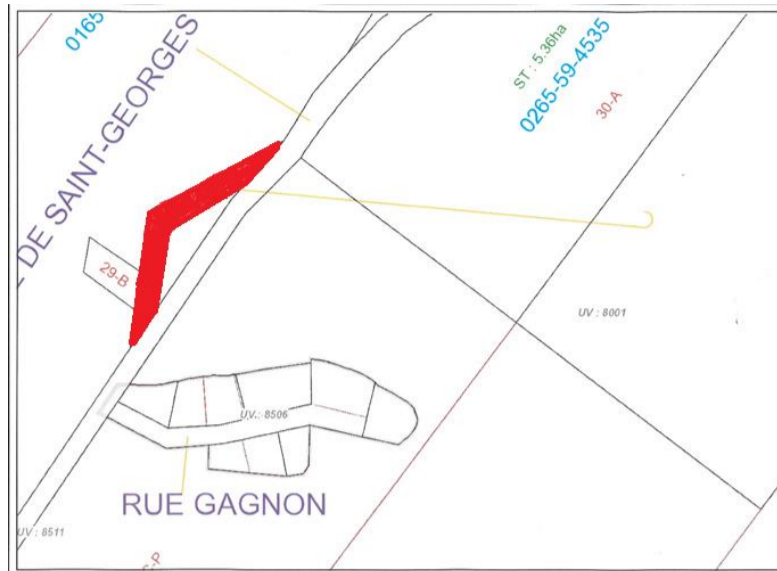 0165
ST : 5.36ha
0265-59-4535
30-A
DE SAINT-GEORGES
29-B
UV : 8001
UV : 8506
RUE GAGNON
UV : 8511
-P